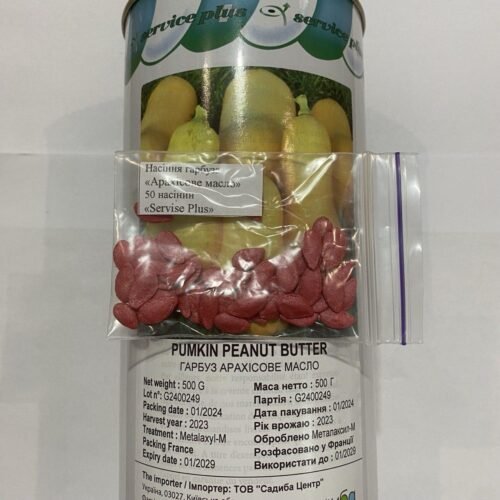 service plus
service plus
Насіння гарбуза
«Арахісове масло»
50 насінин
«Servise Plus»
PUMKIN PEANUT BUTTER
ГАРБУЗ АРАХІСОВЕ МАСЛО
Net weight : 500 G
Lot n°: G2400249
Packing date : 01/2024
Harvest year : 2023
Treatment : Metalaxyl-M
Packing France
Expiry date : 01/2029
Маса нетто : 500 Г
Партія : G2400249
Дата пакування : 01/2024
Рік врожаю : 2023
Оброблено Металаксил-М
Розфасовано у Франції
Використати до : 01/2029
The importer / Імпортер: ТОВ "Садиба Центр"
Україна, 03027, Київська